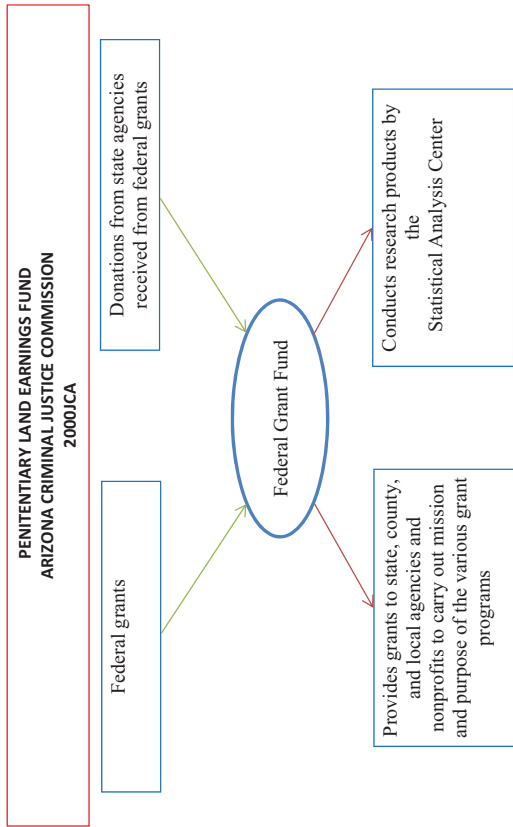 PENITENTIARY LAND EARNINGS FUND
ARIZONA CRIMINAL JUSTICE COMMISSION
2000JCA
Federal grants
Donations from state agencies
received from federal grants
Federal Grant Fund
Provides grants to state, county,
and local agencies and
nonprofits to carry out mission
and purpose of the various grant
programs
Conducts research products by
the
Statistical Analysis Center